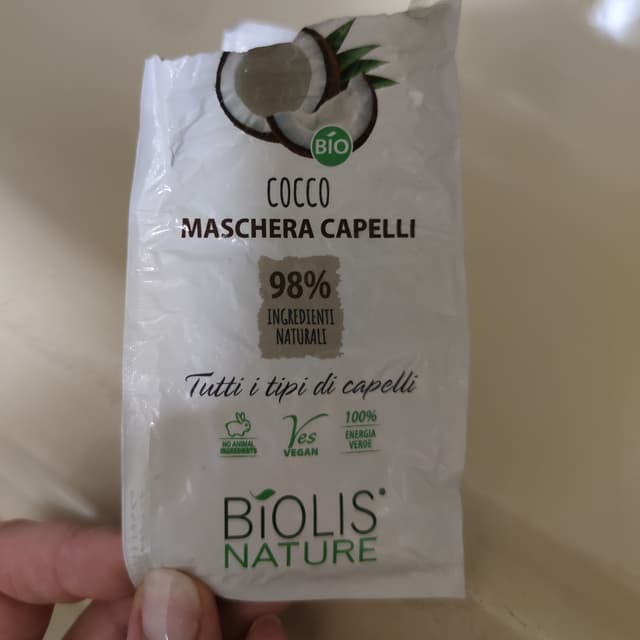 BIO
COCCO
MASCHERA CAPELLI
98%
INGREDIENTI
NATURALI
Tutti i tipi di capelli
NO ANIMAL
INGREDIENTS
Yes
VEGAN
100%
ENERGIA
VERDE
BiOLIS
NATURE